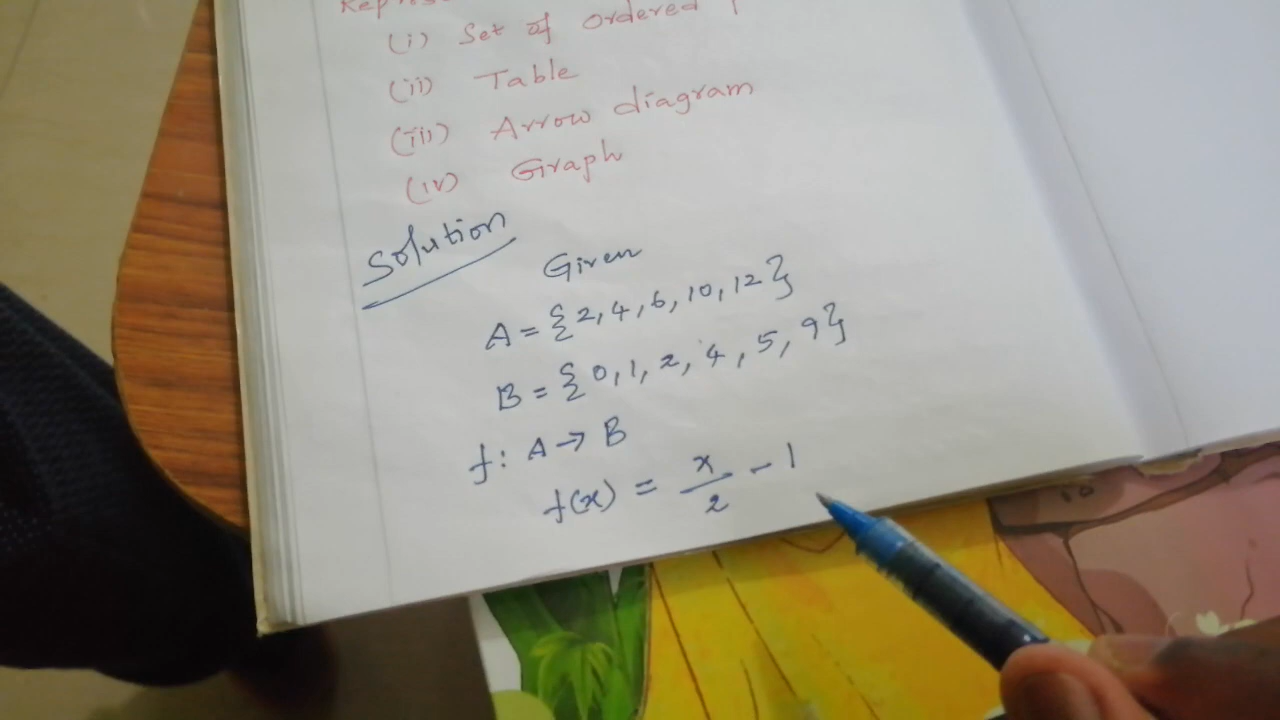 (i) Set of ordered
(ii) Table
(iii) Arrow diagram
(iv) Graph
Solution
Given
A = {2, 4, 6, 10, 12}
B = {0, 1, 2, 4, 5, 9}
f: A → B
f(x) = x/2 - 1